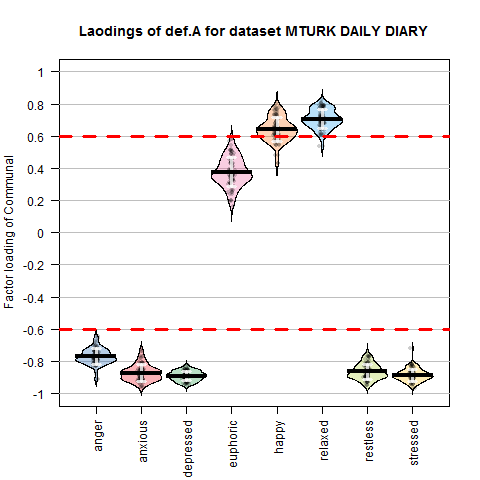 Laodings of def.A for dataset MTURK DAILY DIARY
Factor loading of Communal
1
0.8
0.6
0.4
0.2
0
-0.2
-0.4
-0.6
-0.8
-1
anger
anxious
depressed
euphoric
happy
relaxed
restless
stressed